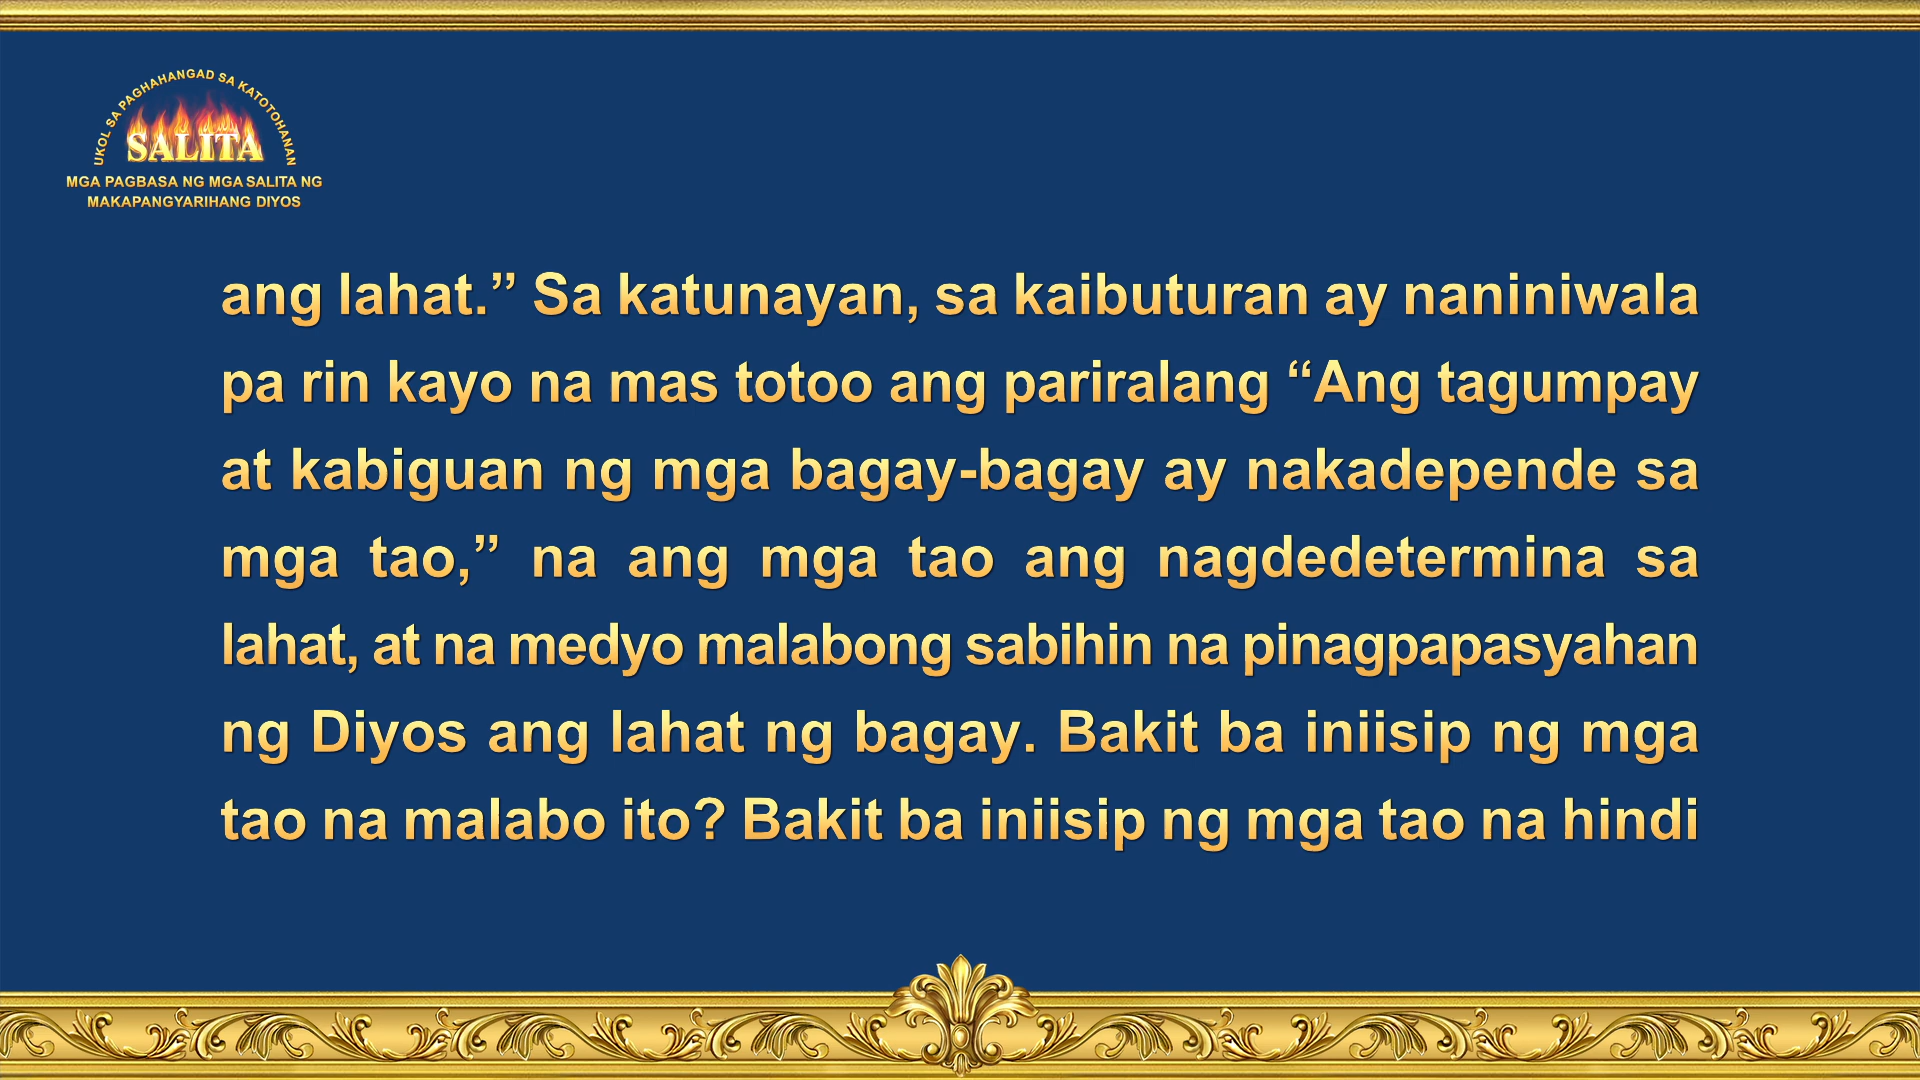 UKOL SA PAGHAHANGAD SA KATOTOHANAN
SALITA
MGA PAGBASA NG MGA SALITA NG
MAKAPANGYARIHANG DIYOS
ang lahat.” Sa katunayan, sa kaibuturan ay naniniwala
pa rin kayo na mas totoo ang pariralang “Ang tagumpay
at kabiguan ng mga bagay-bagay ay nakadepende sa
mga tao,” na ang mga tao ang nagdedetermina sa
lahat, at na medyo malabong sabihin na pinagpapasyahan
ng Diyos ang lahat ng bagay. Bakit ba iniisip ng mga
tao na malabo ito? Bakit ba iniisip ng mga tao na hindi